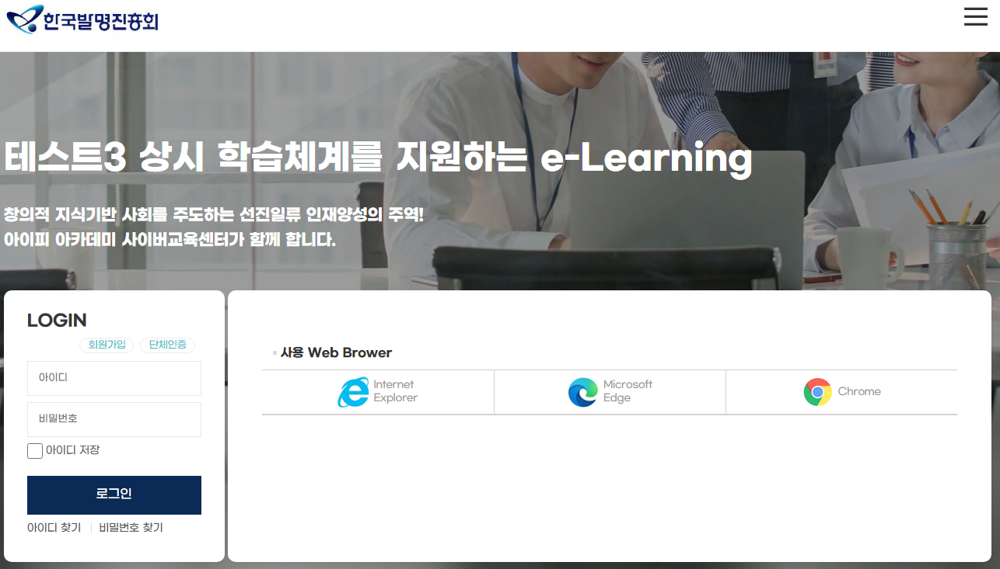 한국발명진흥회
테스트3 상시 학습체계를 지원하는 e-Learning
창의적 지식기반 사회를 주도하는 선진일류 인재양성의 주역!
아이피 아카데미 사이버교육센터가 함께 합니다.
LOGIN
회원가입 단체인증
아이디
비밀번호
아이디 저장
로그인
아이디 찾기 비밀번호 찾기
사용 Web Brower
Internet
Explorer
Microsoft
Edge
Chrome